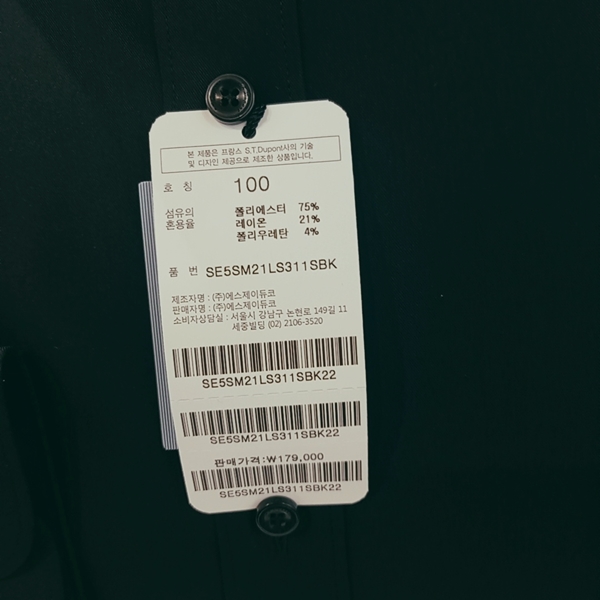 본 제품은 프랑스 S.T.Dupont사의 기술
및 디자인 제공으로 제조한 상품입니다.
호 칭 100
섬유의 폴리에스터 75%
혼용율 레이온 21%
폴리우레탄 4%
품 번 SE5SM21LS311SBK
제조자명 : (주)에스제이듀코
판매자명 : (주)에스제이듀코
소비자상담실 : 서울시 강남구 논현로 149길 11
세중빌딩 (02) 2106-3520
SE5SM21LS311SBK22
SE5SM21LS311SBK22
판매가격:₩179,000
SE5SM21LS311SBK22